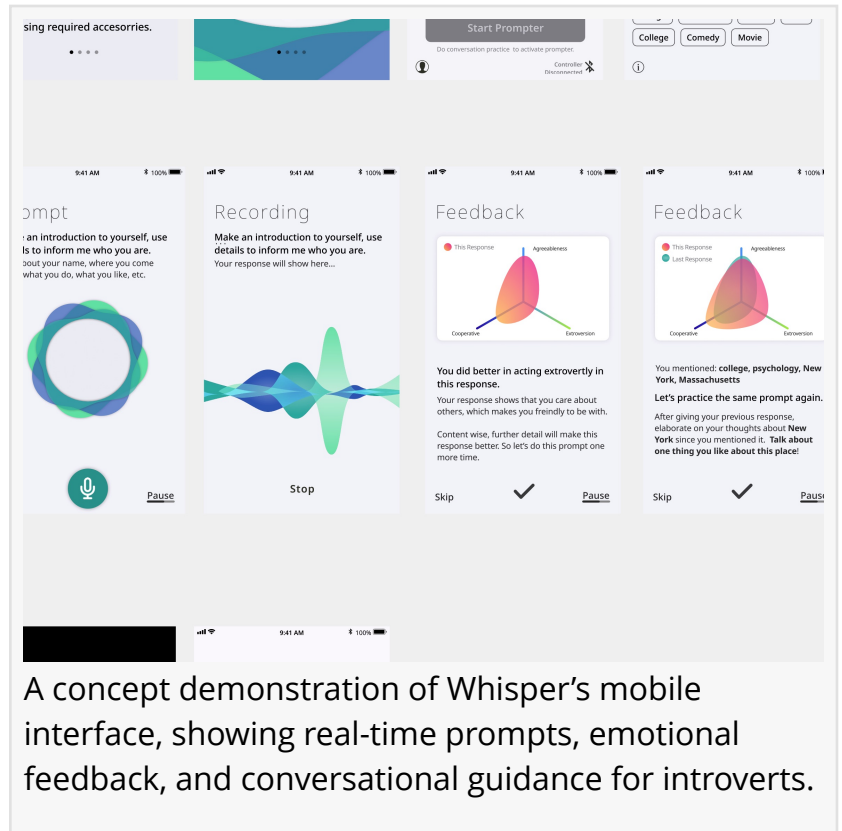 sing required accesorries.
Start Prompter
Do conversation practice to activate prompter.
Controller
Disconnected
College
Comedy
Movie
9:41 AM
100%
ompt
e an introduction to yourself, use
ls to inform me who you are.
out your name, where you come
what you do, what you like, etc.
Pause
9:41 AM
100%
Recording
Make an introduction to yourself, use
details to inform me who you are.
Your response will show here...
Stop
9:41 AM
100%
Feedback
This Response
Agreeableness
Cooperative
Extroversion
You did better in acting extrovertly in
this response.
Your response shows that you care about
others, which makes you freindly to be with.
Content wise, further detail will make this
response better. So let's do this prompt one
more time.
Skip
Pause
9:41 AM
100%
Feedback
This Response
Last Response
Agreeableness
Cooperative
Extroversion
You mentioned: college, psychology, New
York, Massachusetts
Let's practice the same prompt again.
After giving your previous response,
elaborate on your thoughts about New
York since you mentioned it. Talk about
one thing you like about this place!
Skip
Pause
9:41 AM
100%
A concept demonstration of Whisper's mobile
interface, showing real-time prompts, emotional
feedback, and conversational guidance for introverts.